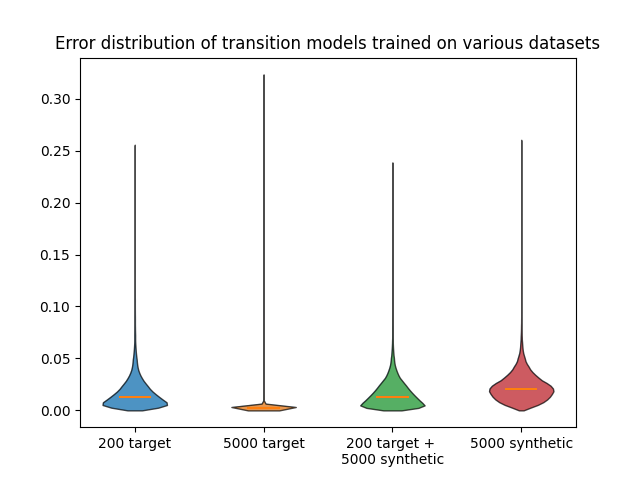 Error distribution of transition models trained on various datasets
0.30
0.25
0.20
0.15
0.10
0.05
0.00
200 target
5000 target
200 target +
5000 synthetic
5000 synthetic